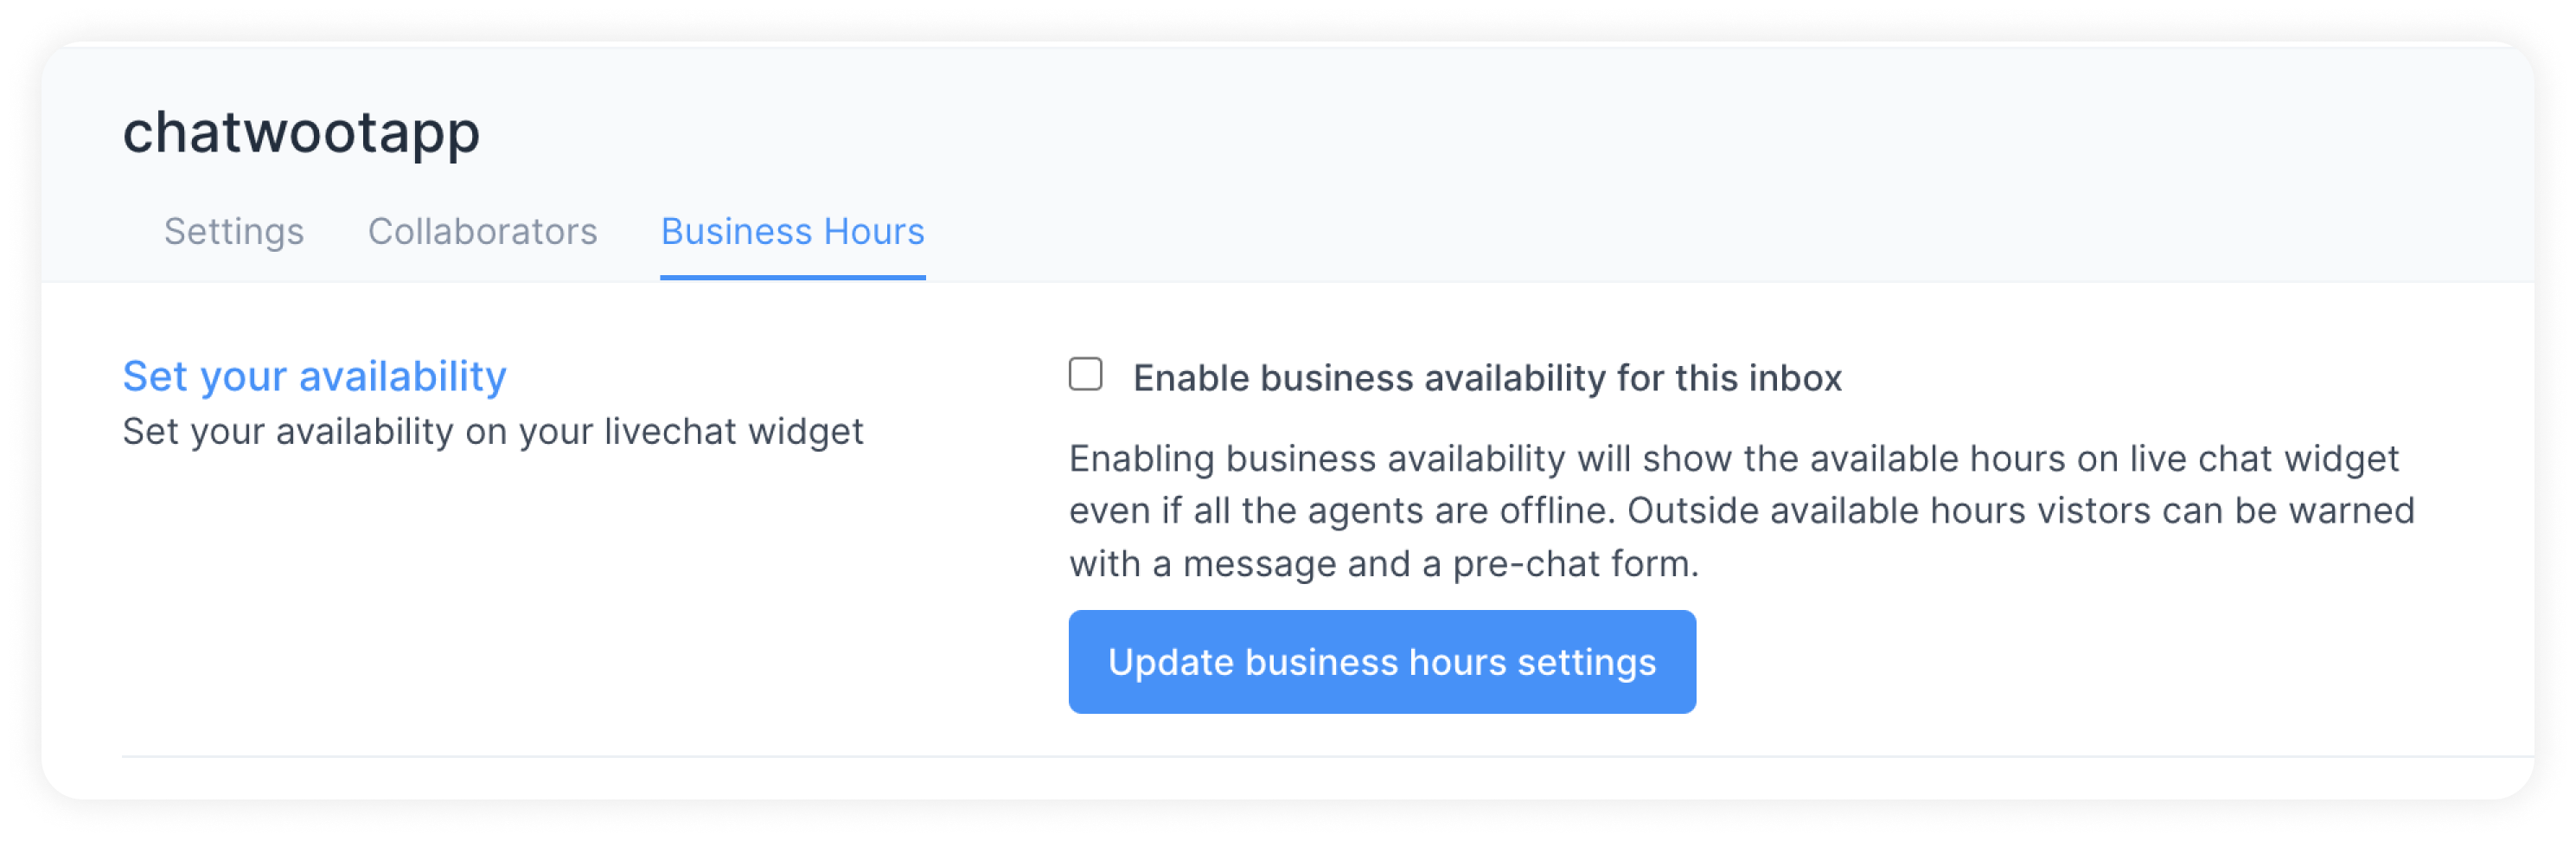 chatwootapp
Settings Collaborators Business Hours
Set your availability
Set your availability on your livechat widget
Enable business availability for this inbox
Enabling business availability will show the available hours on live chat widget
even if all the agents are offline. Outside available hours vistors can be warned
with a message and a pre-chat form.
Update business hours settings